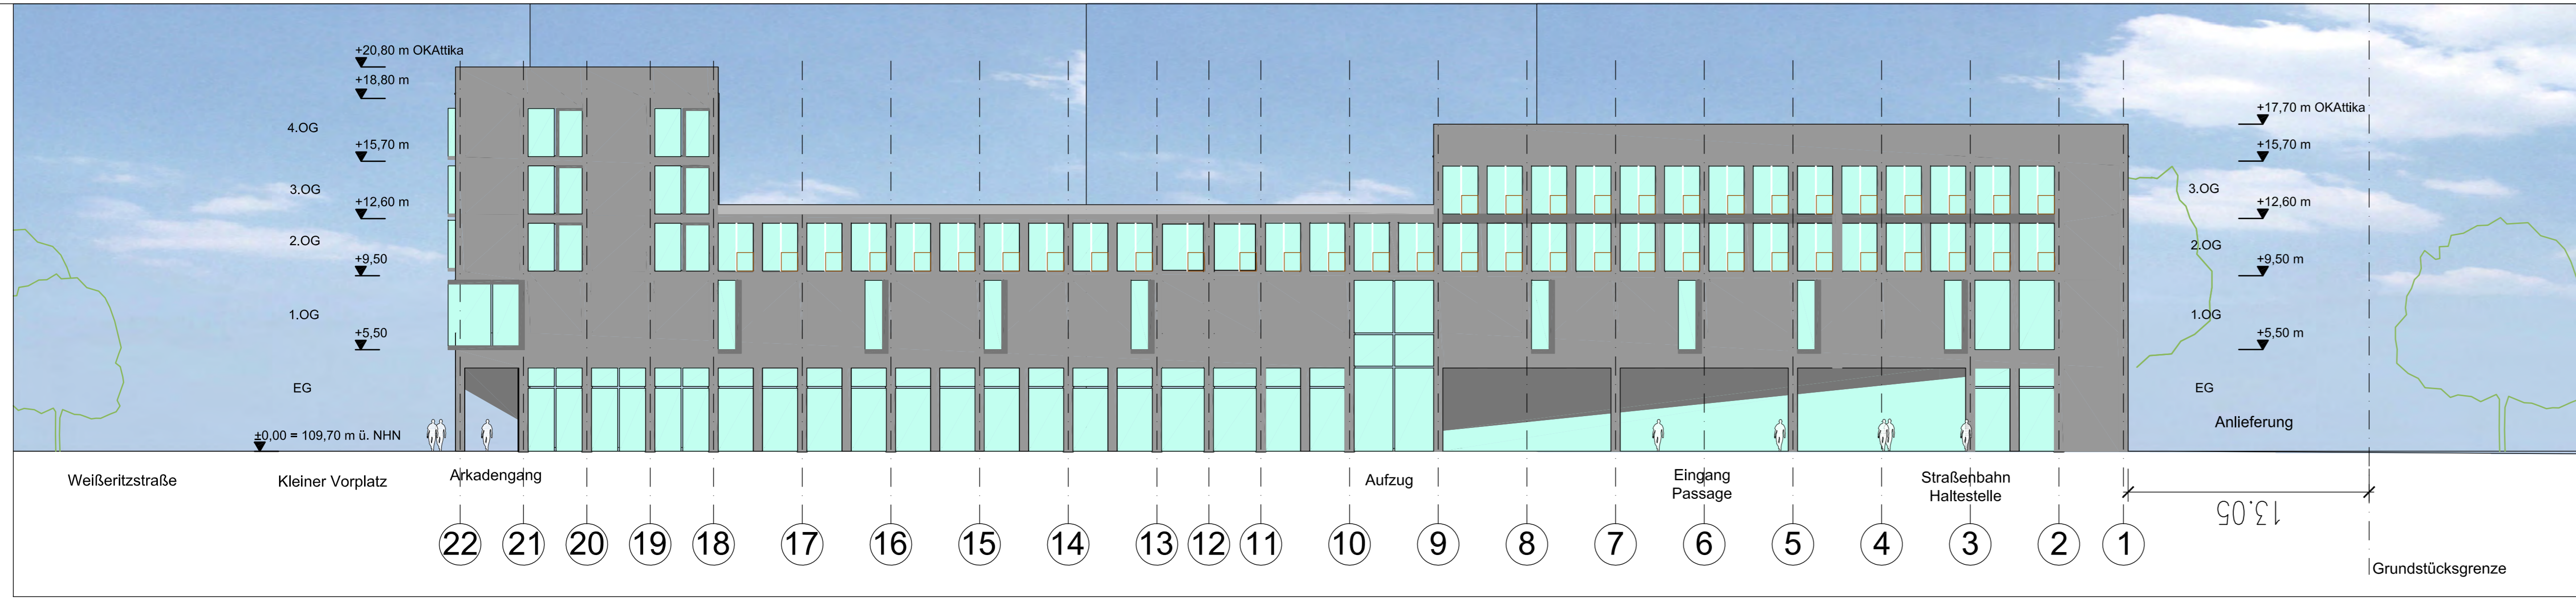 +20,80 m OKAttika
+18,80 m
4.OG
+15,70 m
3.OG
+12,60 m
2.OG
+9,50
1.OG
+5,50
EG
±0,00 = 109,70 m ü. NHN
+17,70 m OKAttika
+15,70 m
3.OG
+12,60 m
2.OG
+9,50 m
1.OG
+5,50 m
EG
Anlieferung
Weißeritzstraße
Kleiner Vorplatz
Arkadengang
Aufzug
Eingang
Passage
Straßenbahn
Haltestelle
13.05
22 21 20 19 18 17 16 15 14 13 12 11 10 9 8 7 6 5 4 3 2 1
Grundstücksgrenze